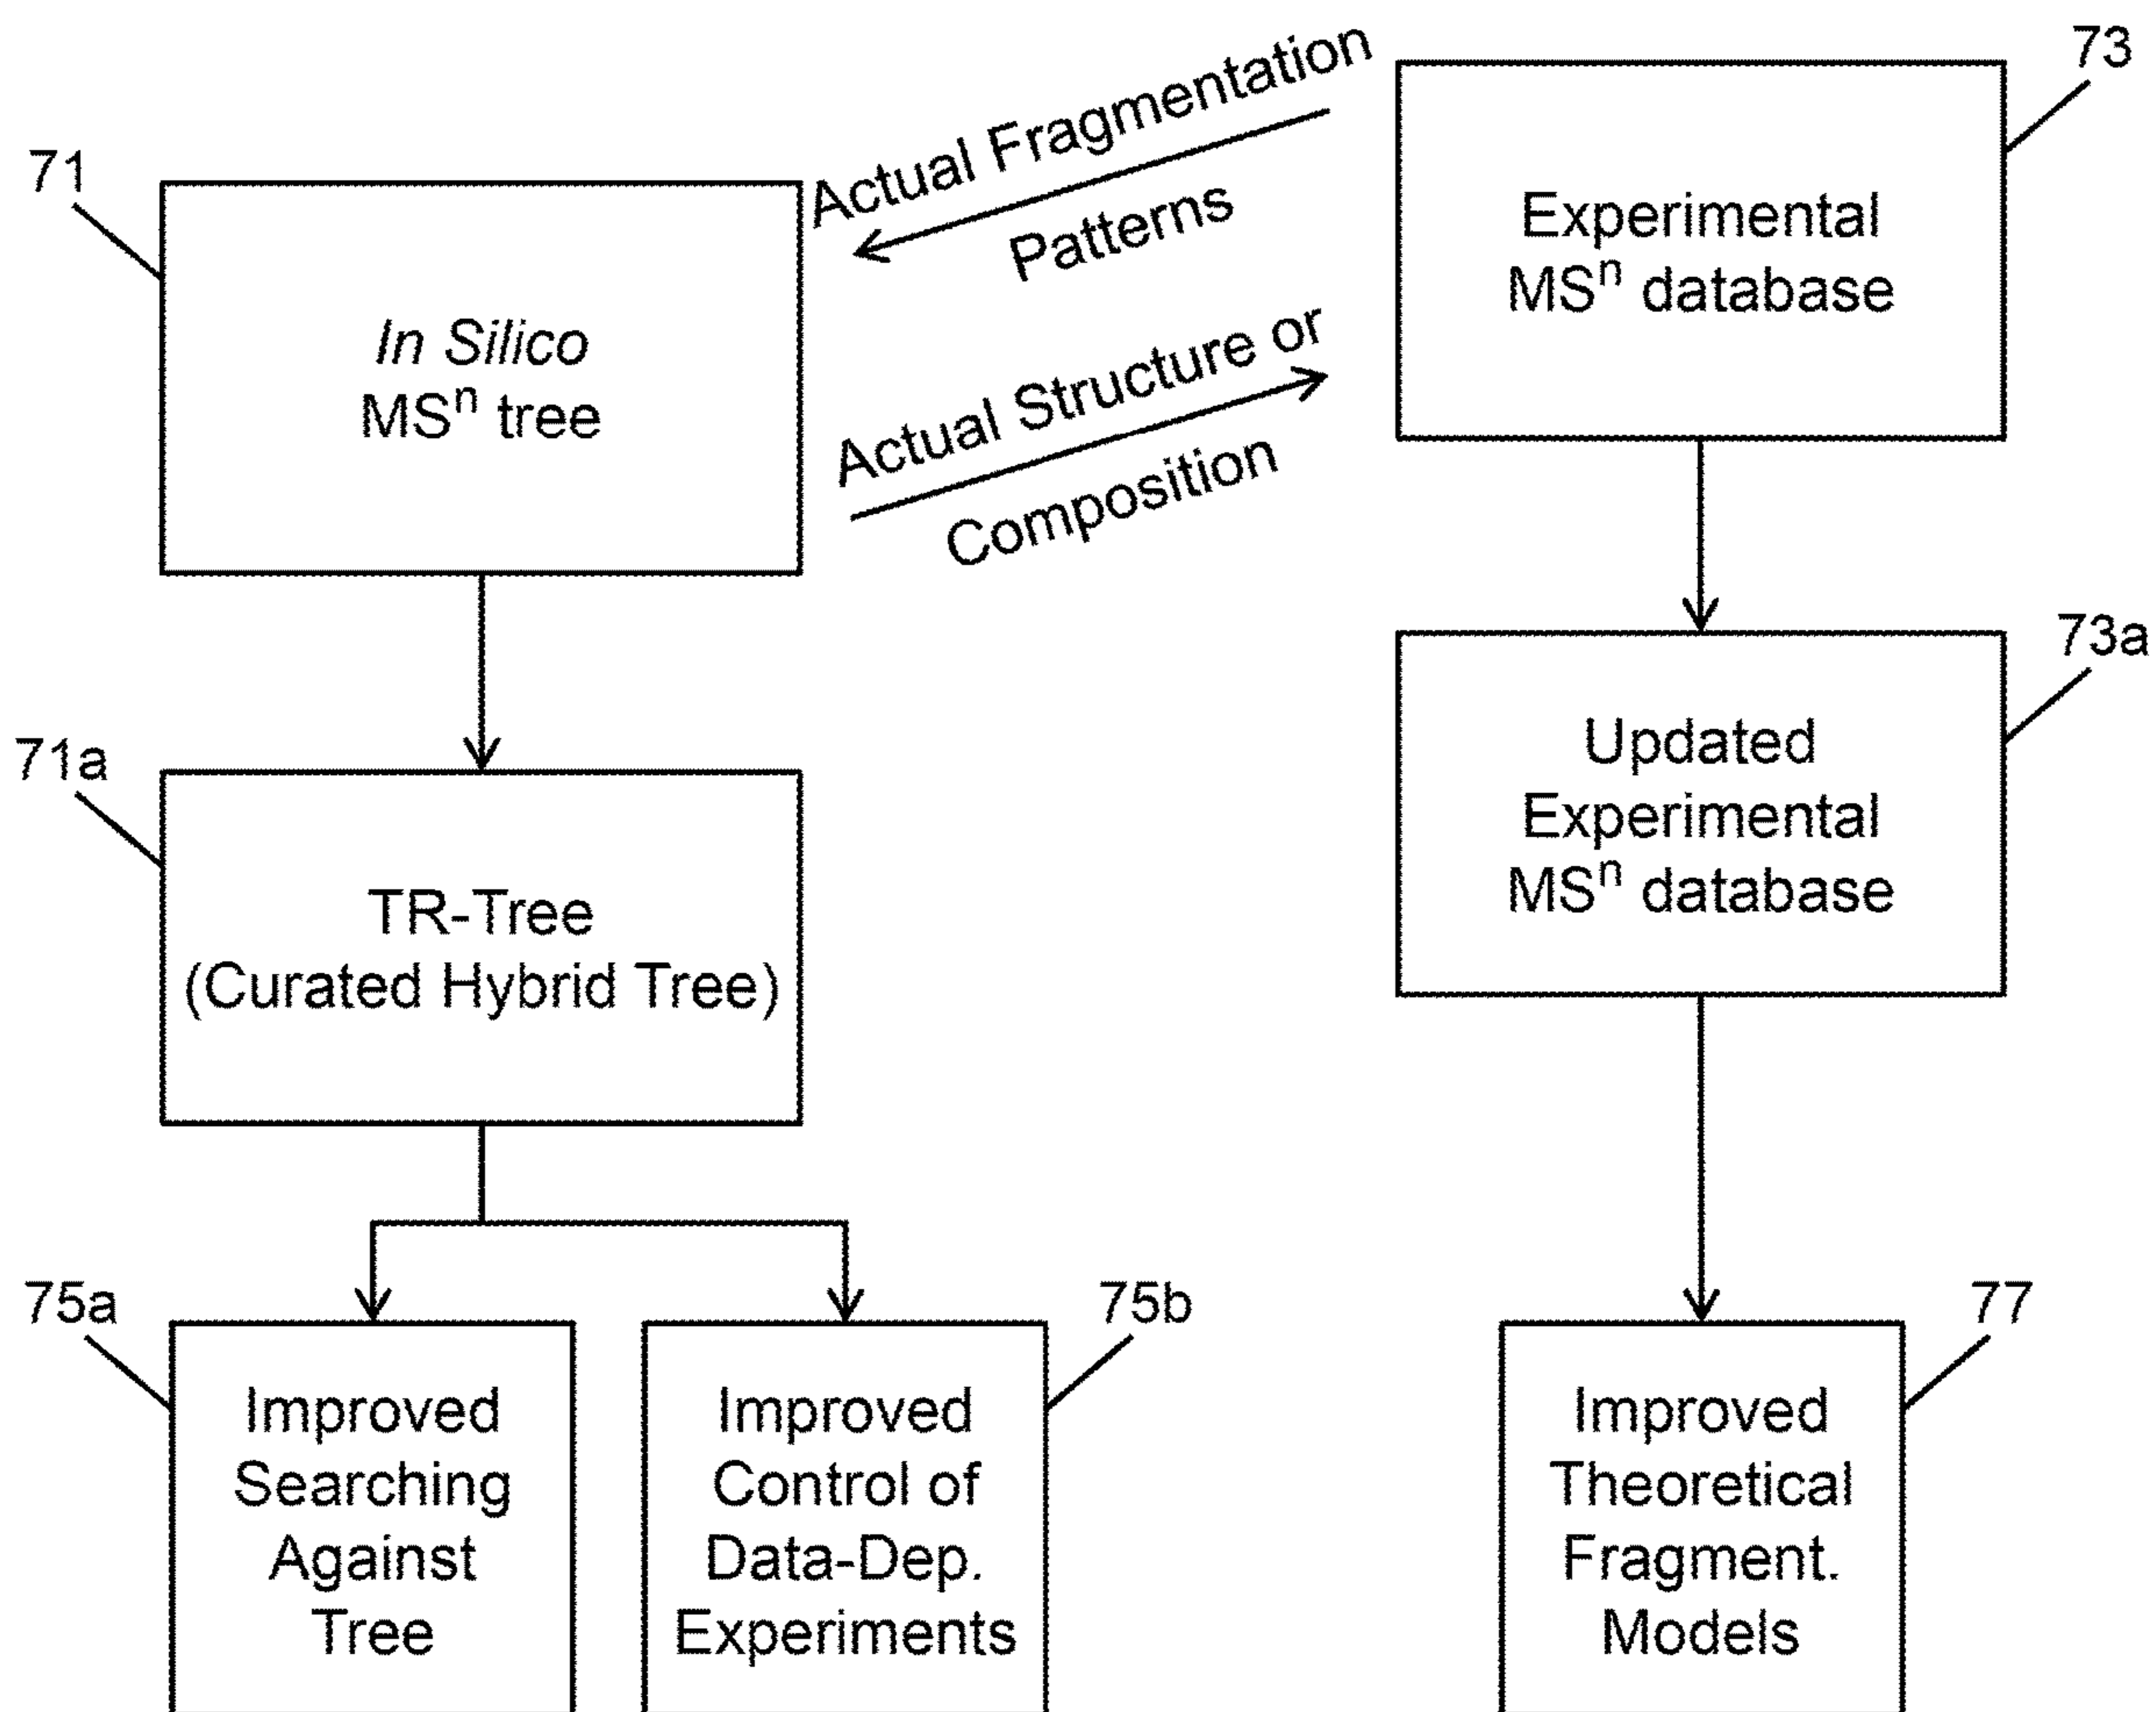 73
Actual Fragmentation
Patterns
Experimental
MSⁿ database
71
In Silico
MSⁿ tree
Actual Structure or
Composition
73a
Updated
Experimental
MSⁿ database
71a
TR-Tree
(Curated Hybrid Tree)
75a
Improved
Searching
Against
Tree
75b
Improved
Control of
Data-Dep.
Experiments
77
Improved
Theoretical
Fragment.
Models